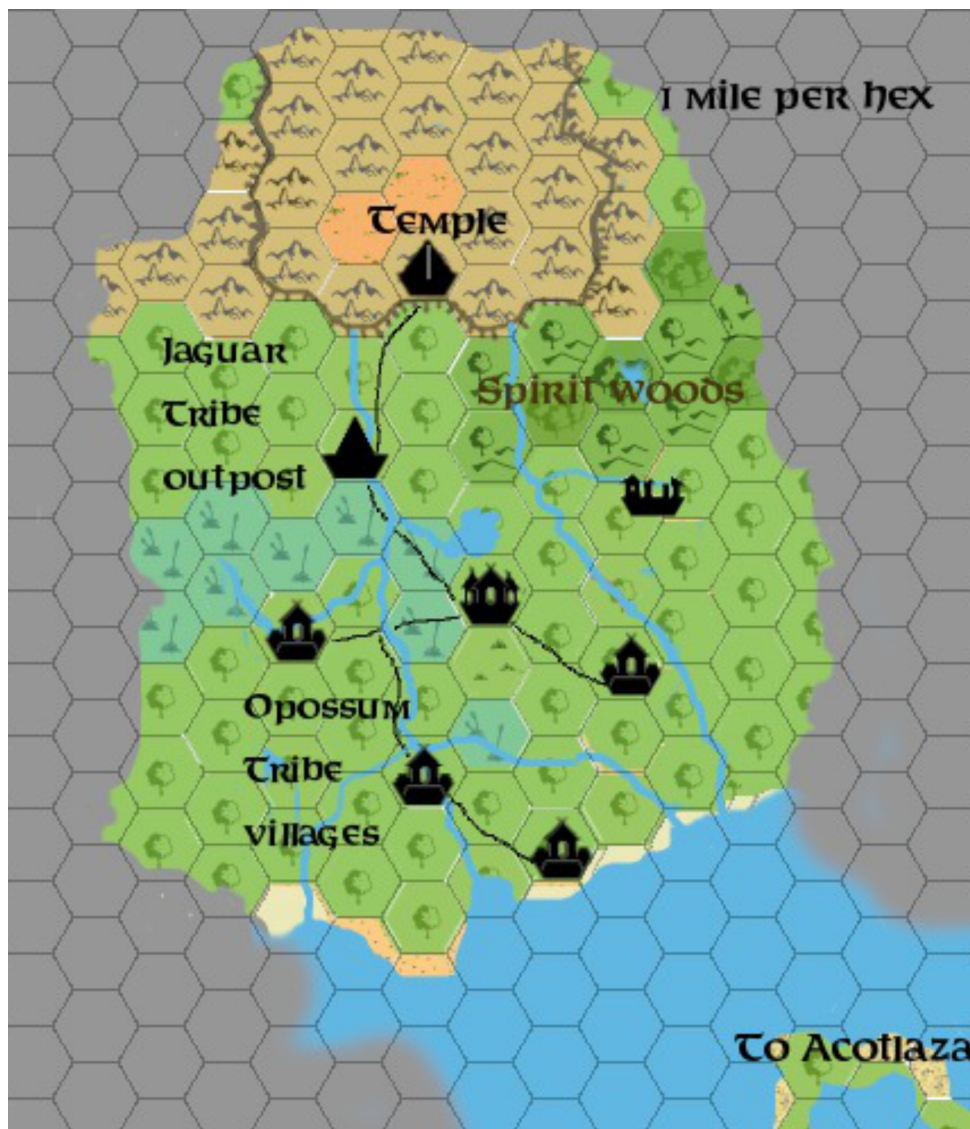 1 Mile per hex
Temple
Jaguar
Tribe
outpost
Spirit woods
Opossum
Tribe
villages
To Acotlaza